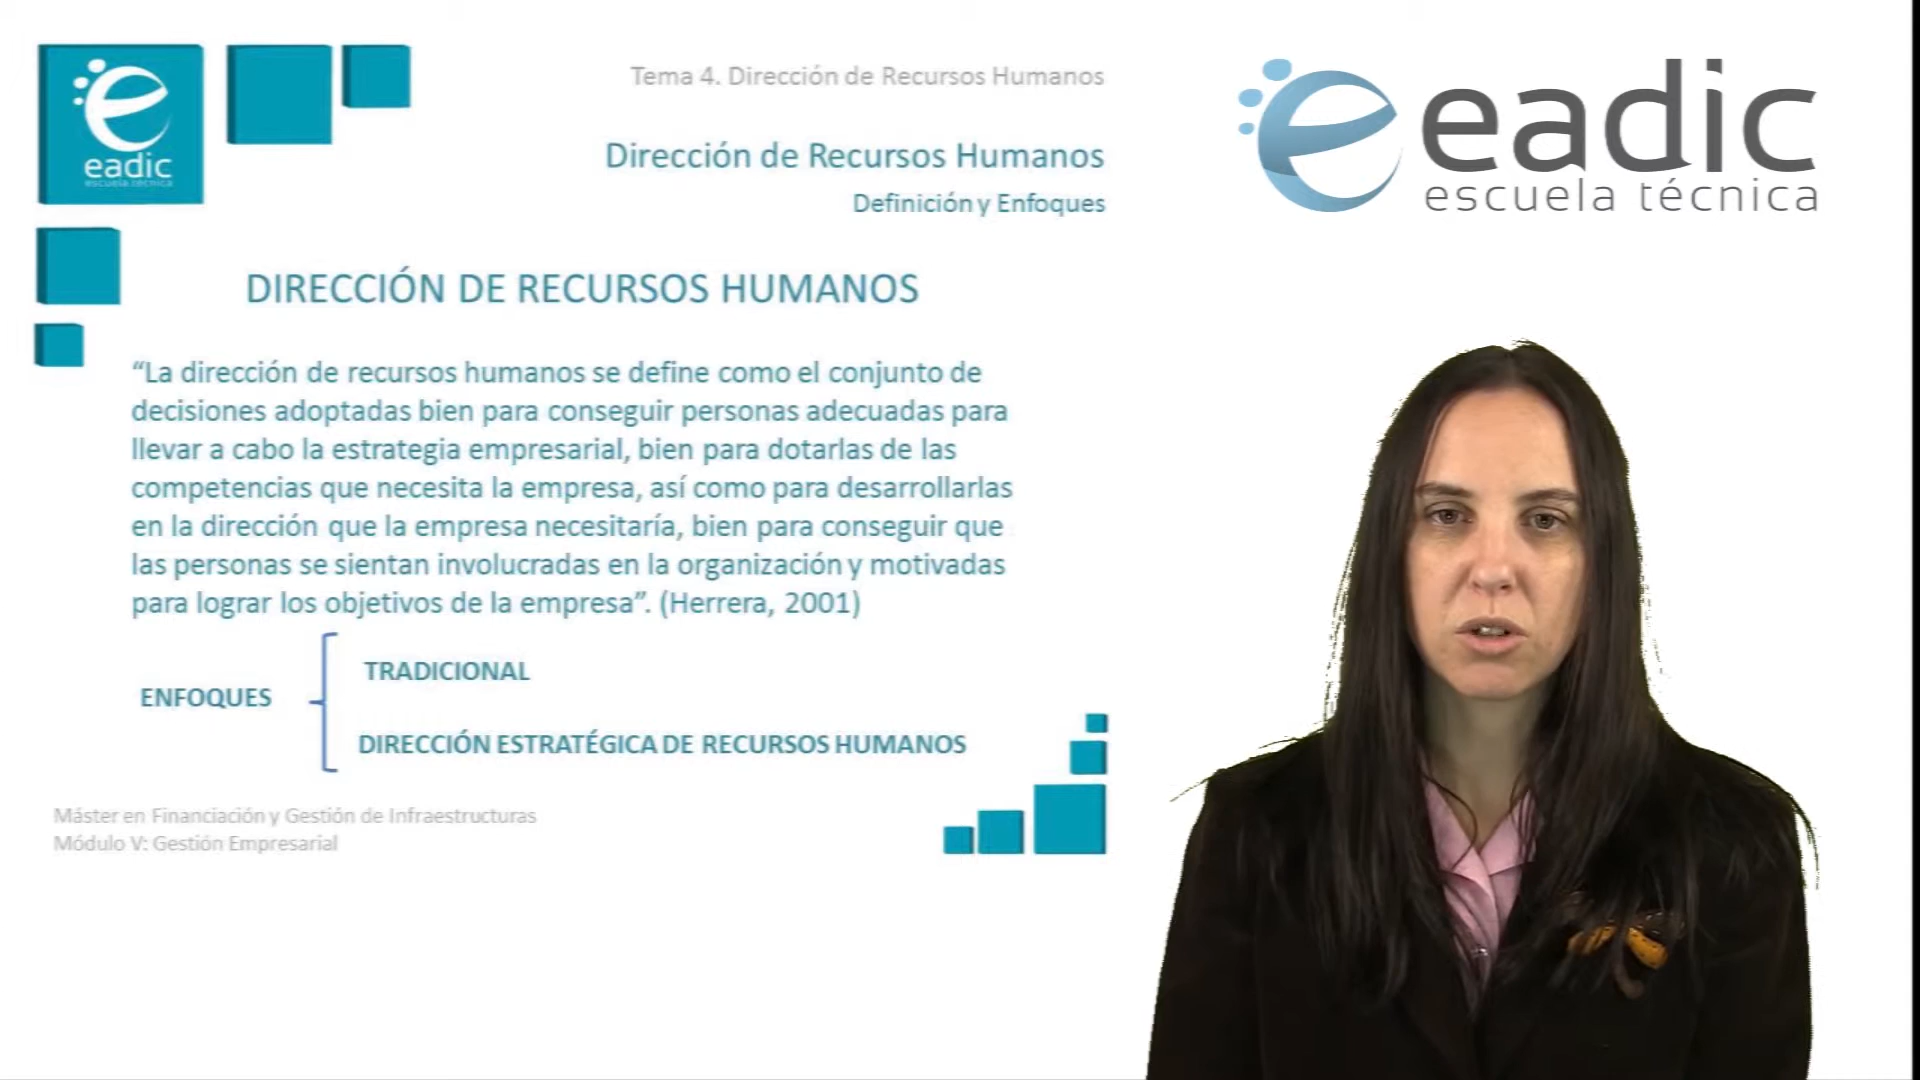 eadic
escuela técnica
Tema 4. Dirección de Recursos Humanos
Dirección de Recursos Humanos
Definición y Enfoques
DIRECCIÓN DE RECURSOS HUMANOS
“La dirección de recursos humanos se define como el conjunto de
decisiones adoptadas bien para conseguir personas adecuadas para
llevar a cabo la estrategia empresarial, bien para dotarlas de las
competencias que necesita la empresa, así como para desarrollarlas
en la dirección que la empresa necesitaría, bien para conseguir que
las personas se sientan involucradas en la organización y motivadas
para lograr los objetivos de la empresa”. (Herrera, 2001)
ENFOQUES
TRADICIONAL
DIRECCIÓN ESTRATÉGICA DE RECURSOS HUMANOS
Máster en Financiación y Gestión de Infraestructuras
Módulo V: Gestión Empresarial
eadic
escuela técnica